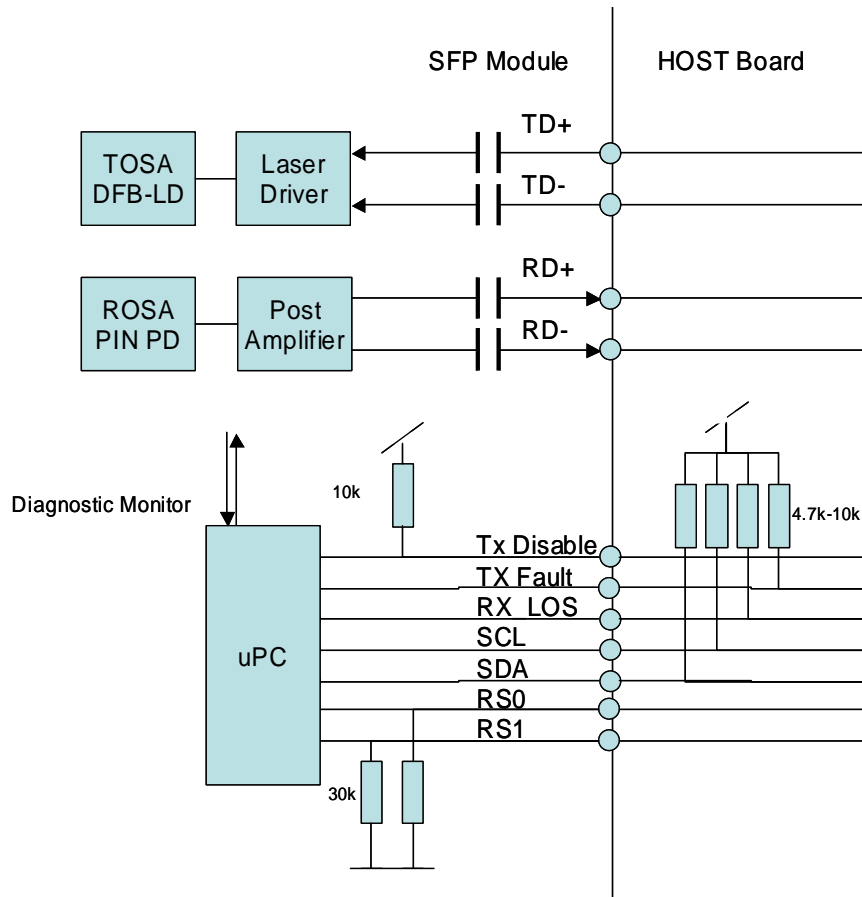 SFP Module
HOST Board
TD+
TOSA
DFB-LD
Laser
Driver
TD-
RD+
ROSA
PIN PD
Post
Amplifier
RD-
10k
Diagnostic Monitor
4.7k-10k
Tx Disable
TX Fault
RX_LOS
SCL
uPC
SDA
RS0
RS1
30k